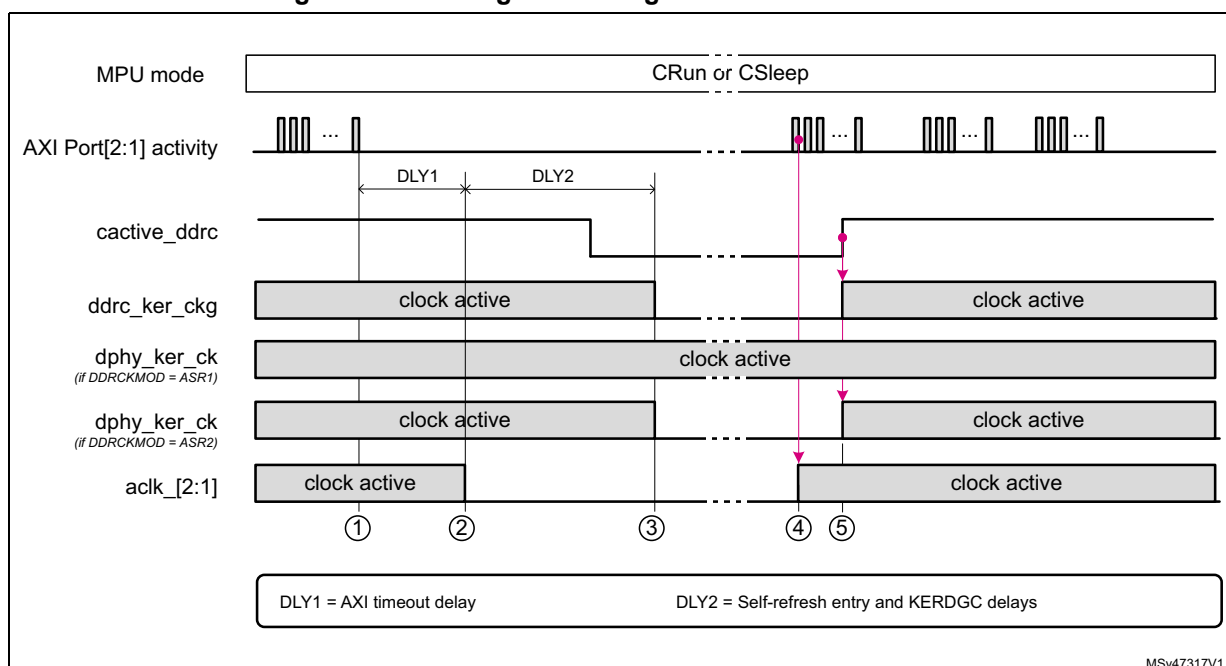 MPU mode
CRun or CSleep
AXI Port[2:1] activity
... ... ... ...
DLY1 DLY2
cactive_ddrc
ddrc_ker_ckg
clock active clock active
dphy_ker_ck
(if DDRCKMOD = ASR1)
clock active
dphy_ker_ck
(if DDRCKMOD = ASR2)
clock active clock active
aclk_[2:1]
clock active clock active
1 2 3 4 5
DLY1 = AXI timeout delay DLY2 = Self-refresh entry and KERDGC delays
MSv47317V1